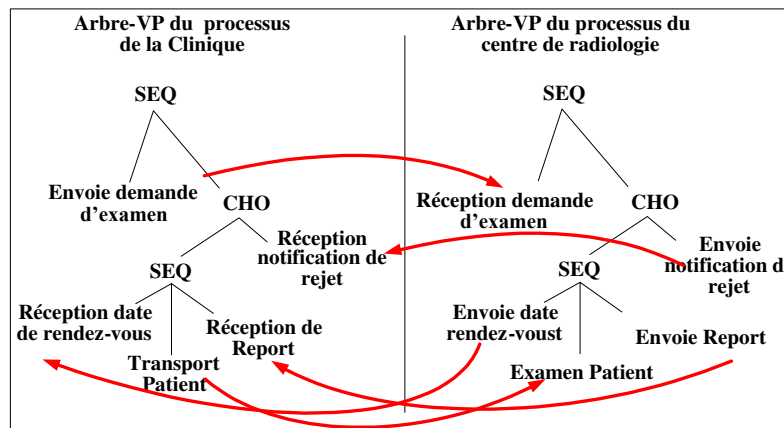 Arbre-VP du processus
de la Clinique
SEQ
Envoie demande
d'examen
CHO
Réception
notification de
rejet
SEQ
Réception date
de rendez-vous
Réception de
Report
Transport
Patient
Arbre-VP du processus du
centre de radiologie
SEQ
Réception demande
d'examen
CHO
Envoie
notification de
rejet
SEQ
Envoie date
rendez-voust
Envoie Report
Examen Patient